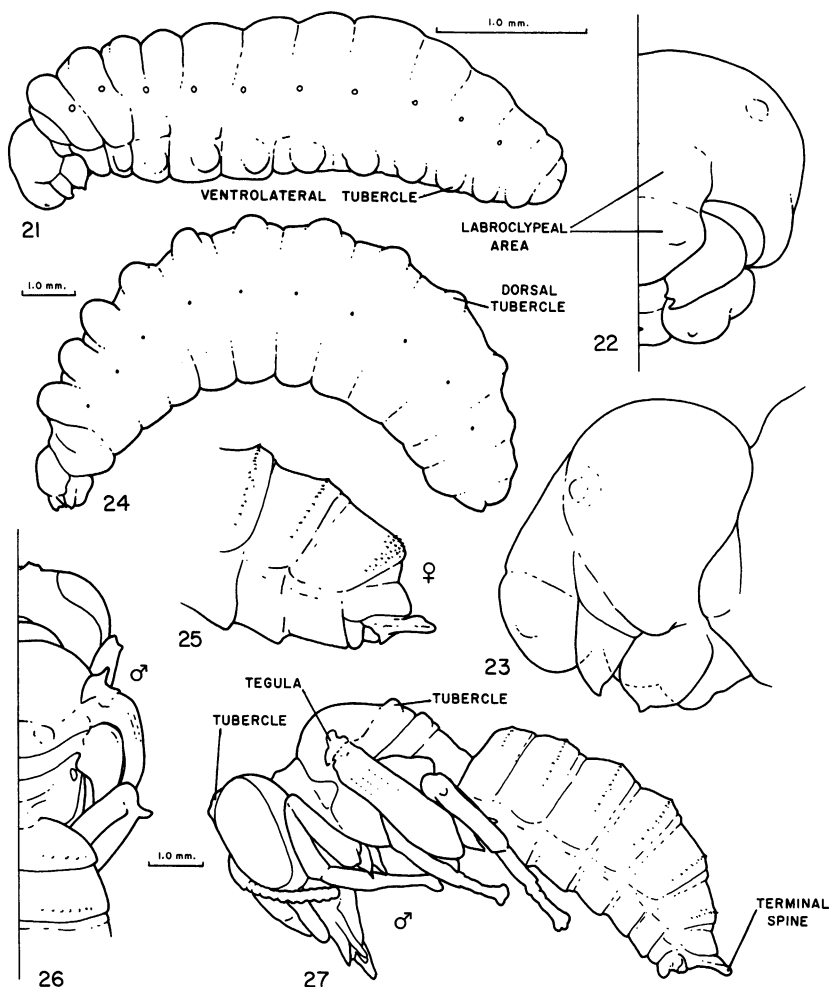 1.0 mm.
21
VENTROLATERAL TUBERCLE
LABROCLYPEAL
AREA
22
1.0 mm.
DORSAL
TUBERCLE
24
25
♀
23
♂
26
1.0 mm.
TEGULA
TUBERCLE
TUBERCLE
♂
27
TERMINAL
SPINE